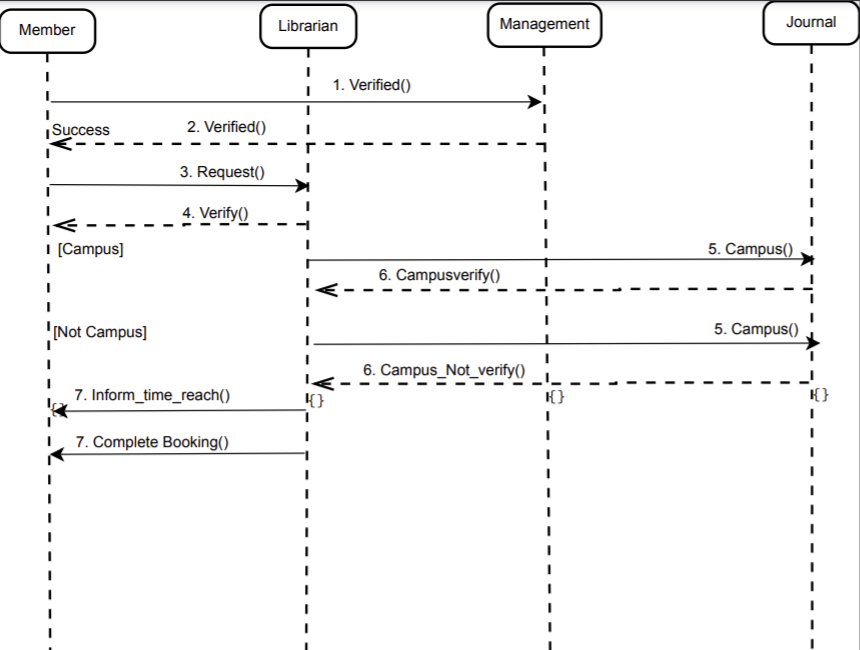 Member
Librarian
Management
Journal
1. Verified()
Success
2. Verified()
3. Request()
4. Verify()
[Campus]
5. Campus()
6. Campusverify()
[Not Campus]
5. Campus()
6. Campus_Not_verify()
7. Inform_time_reach()
{}
{}
{}
{}
7. Complete Booking()